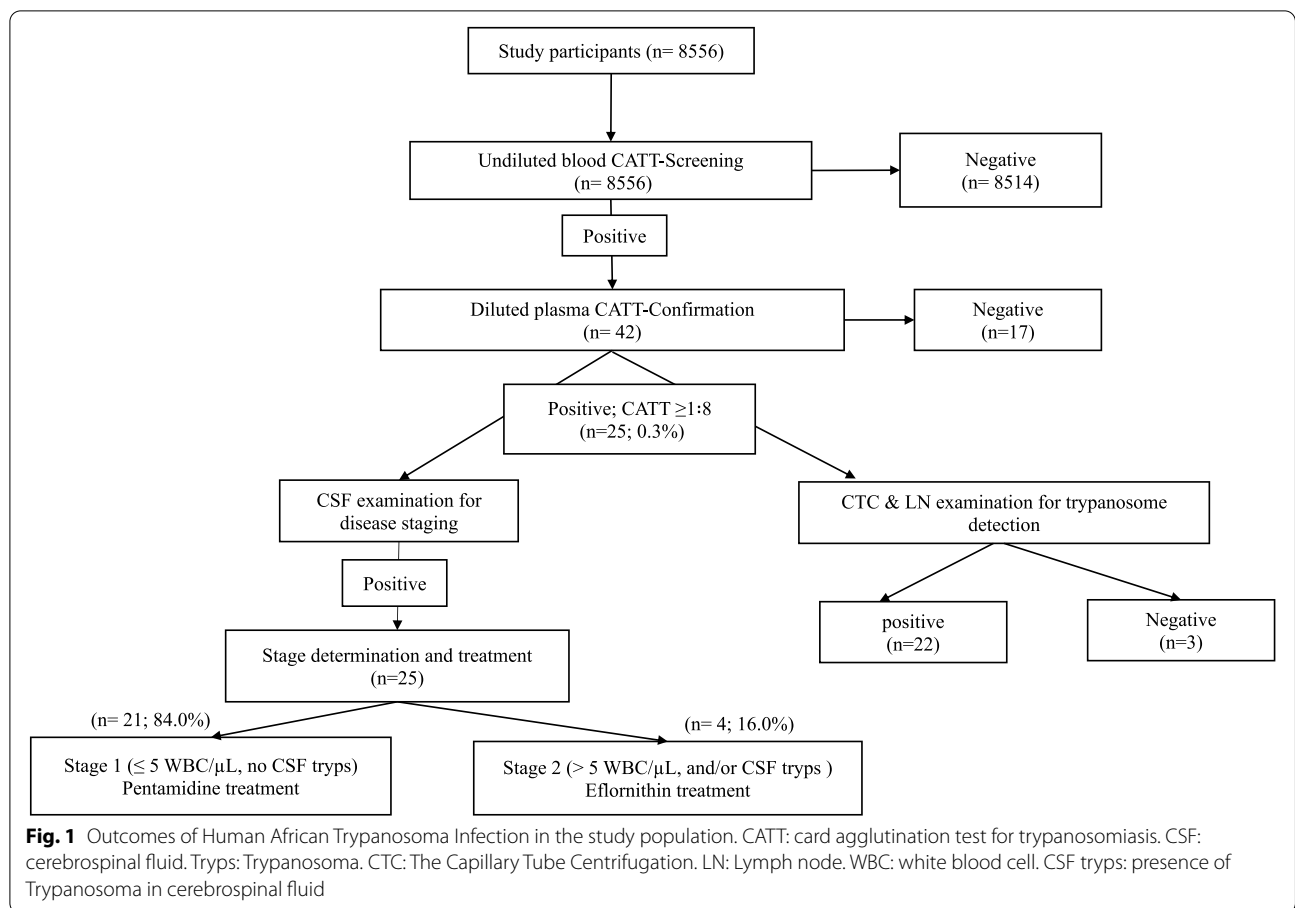 Study participants (n= 8556)
Undiluted blood CATT-Screening
(n= 8556)
Negative
(n= 8514)
Positive
Diluted plasma CATT-Confirmation
(n= 42)
Negative
(n=17)
Positive; CATT ≥1:8
(n=25; 0.3%)
CSF examination for
disease staging
CTC & LN examination for trypanosome
detection
Positive
positive
(n=22)
Negative
(n=3)
Stage determination and treatment
(n=25)
(n= 21; 84.0%)
(n= 4; 16.0%)
Stage 1 (≤ 5 WBC/µL, no CSF tryps)
Pentamidine treatment
Stage 2 (> 5 WBC/µL, and/or CSF tryps )
Eflornithin treatment
Fig. 1 Outcomes of Human African Trypanosoma Infection in the study population. CATT: card agglutination test for trypanosomiasis. CSF:
cerebrospinal fluid. Tryps: Trypanosoma. CTC: The Capillary Tube Centrifugation. LN: Lymph node. WBC: white blood cell. CSF tryps: presence of
Trypanosoma in cerebrospinal fluid